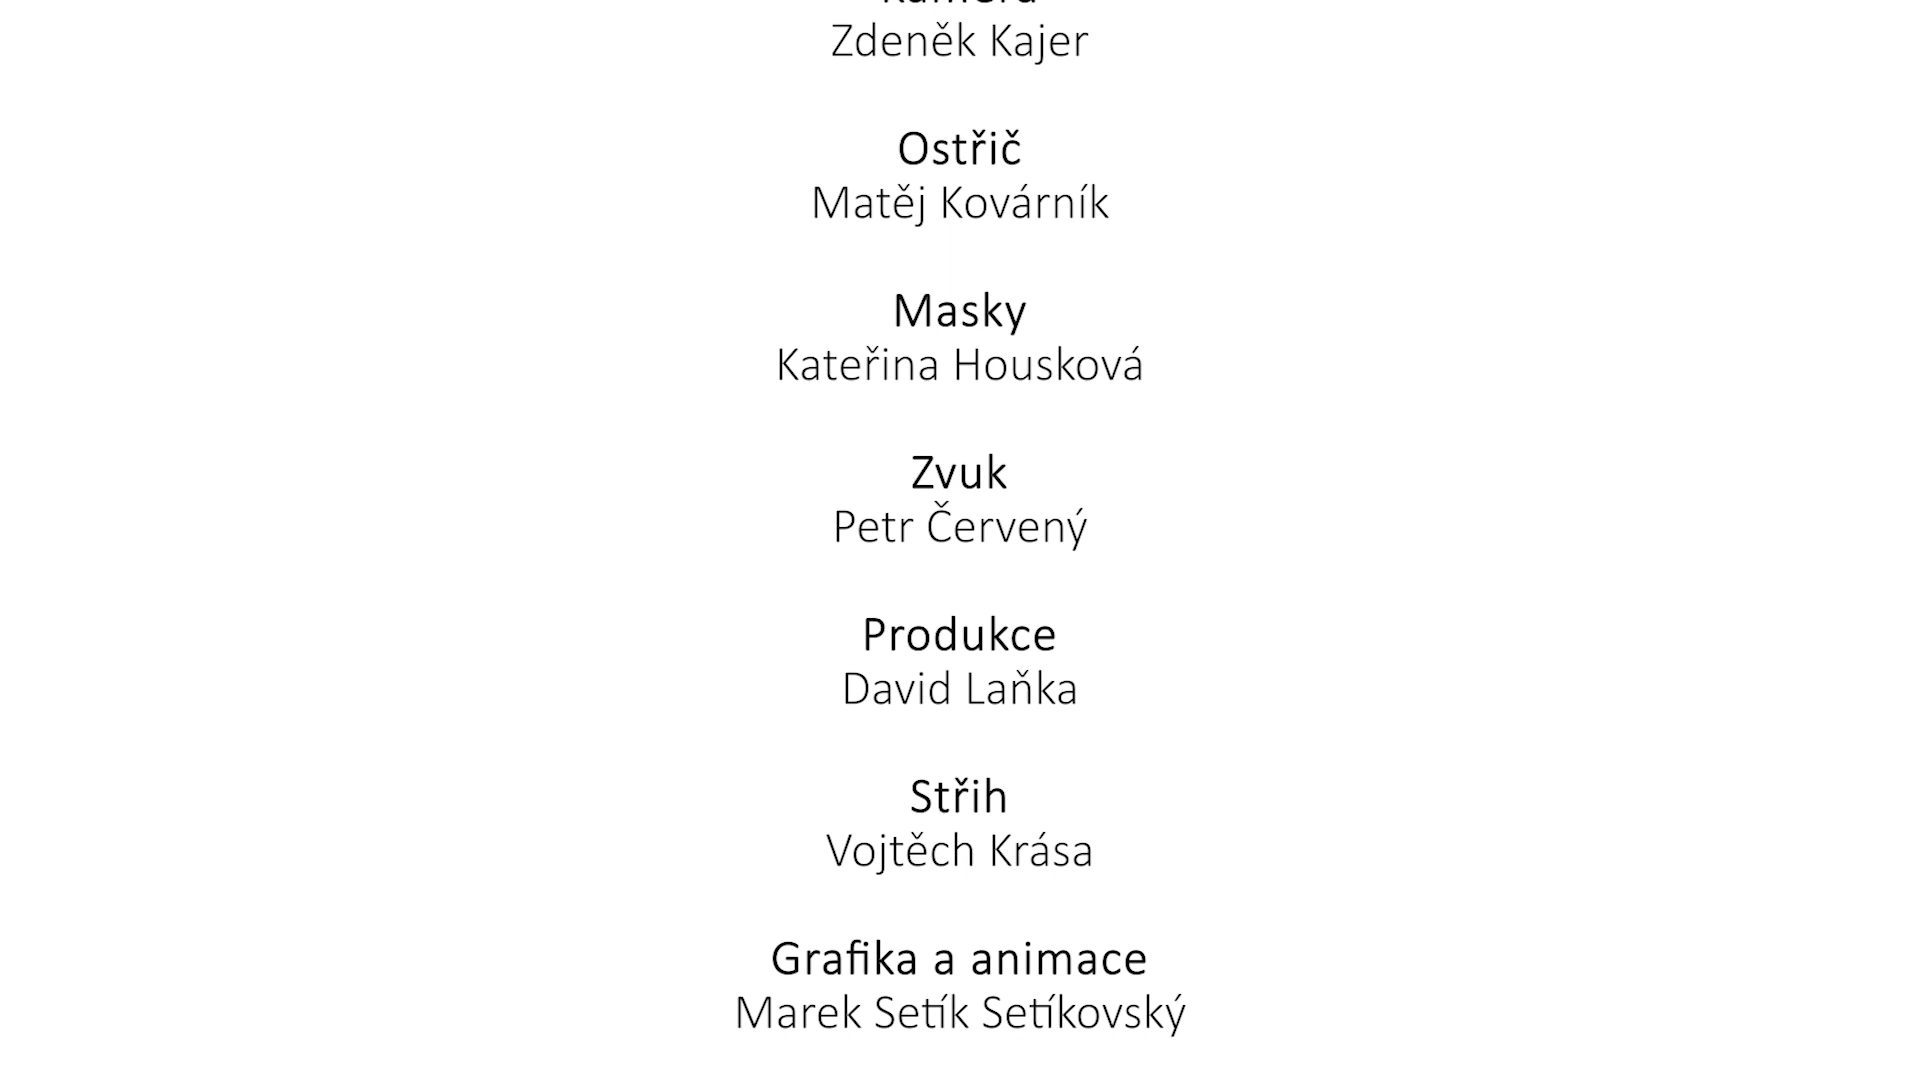 Kamera
Zdeněk Kajer
Ostřič
Matěj Kovárník
Masky
Kateřina Housková
Zvuk
Petr Červený
Produkce
David Laňka
Střih
Vojtěch Krása
Grafika a animace
Marek Setík Setíkovský